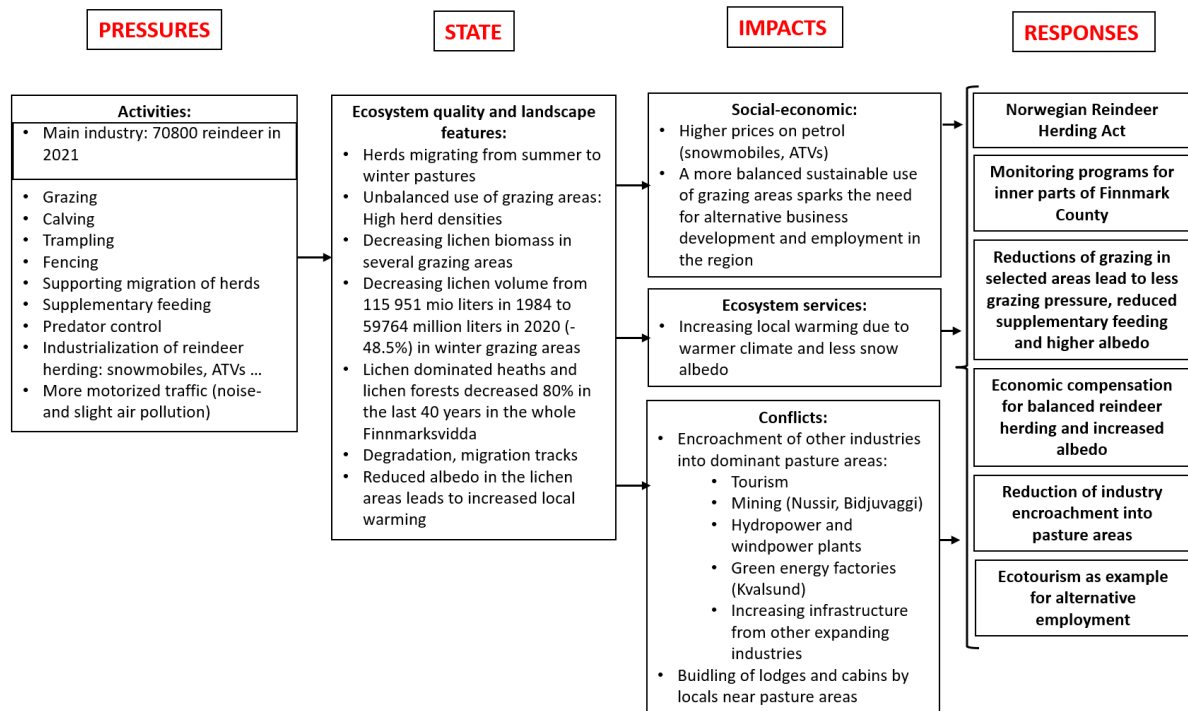 PRESSURES
STATE
IMPACTS
RESPONSES
Activities:
• Main industry: 70800 reindeer in
2021
• Grazing
• Calving
• Trampling
• Fencing
• Supporting migration of herds
• Supplementary feeding
• Predator control
• Industrialization of reindeer
herding: snowmobiles, ATVs ...
• More motorized traffic (noise-
and slight air pollution)
Ecosystem quality and landscape
features:
• Herds migrating from summer to
winter pastures
• Unbalanced use of grazing areas:
High herd densities
• Decreasing lichen biomass in
several grazing areas
• Decreasing lichen volume from
115 951 mio liters in 1984 to
59764 million liters in 2020 (-
48.5%) in winter grazing areas
• Lichen dominated heaths and
lichen forests decreased 80% in
the last 40 years in the whole
Finnmarksvidda
• Degradation, migration tracks
• Reduced albedo in the lichen
areas leads to increased local
warming
Social-economic:
• Higher prices on petrol
(snowmobiles, ATVs)
• A more balanced sustainable use
of grazing areas sparks the need
for alternative business
development and employment in
the region
Ecosystem services:
• Increasing local warming due to
warmer climate and less snow
albedo
Conflicts:
• Encroachment of other industries
into dominant pasture areas:
• Tourism
• Mining (Nussir, Bidjuvaggi)
• Hydropower and
windpower plants
• Green energy factories
(Kvalsund)
• Increasing infrastructure
from other expanding
industries
• Buidling of lodges and cabins by
locals near pasture areas
Norwegian Reindeer
Herding Act
Monitoring programs for
inner parts of Finnmark
County
Reductions of grazing in
selected areas lead to less
grazing pressure, reduced
supplementary feeding
and higher albedo
Economic compensation
for balanced reindeer
herding and increased
albedo
Reduction of industry
encroachment into
pasture areas
Ecotourism as example
for alternative
employment